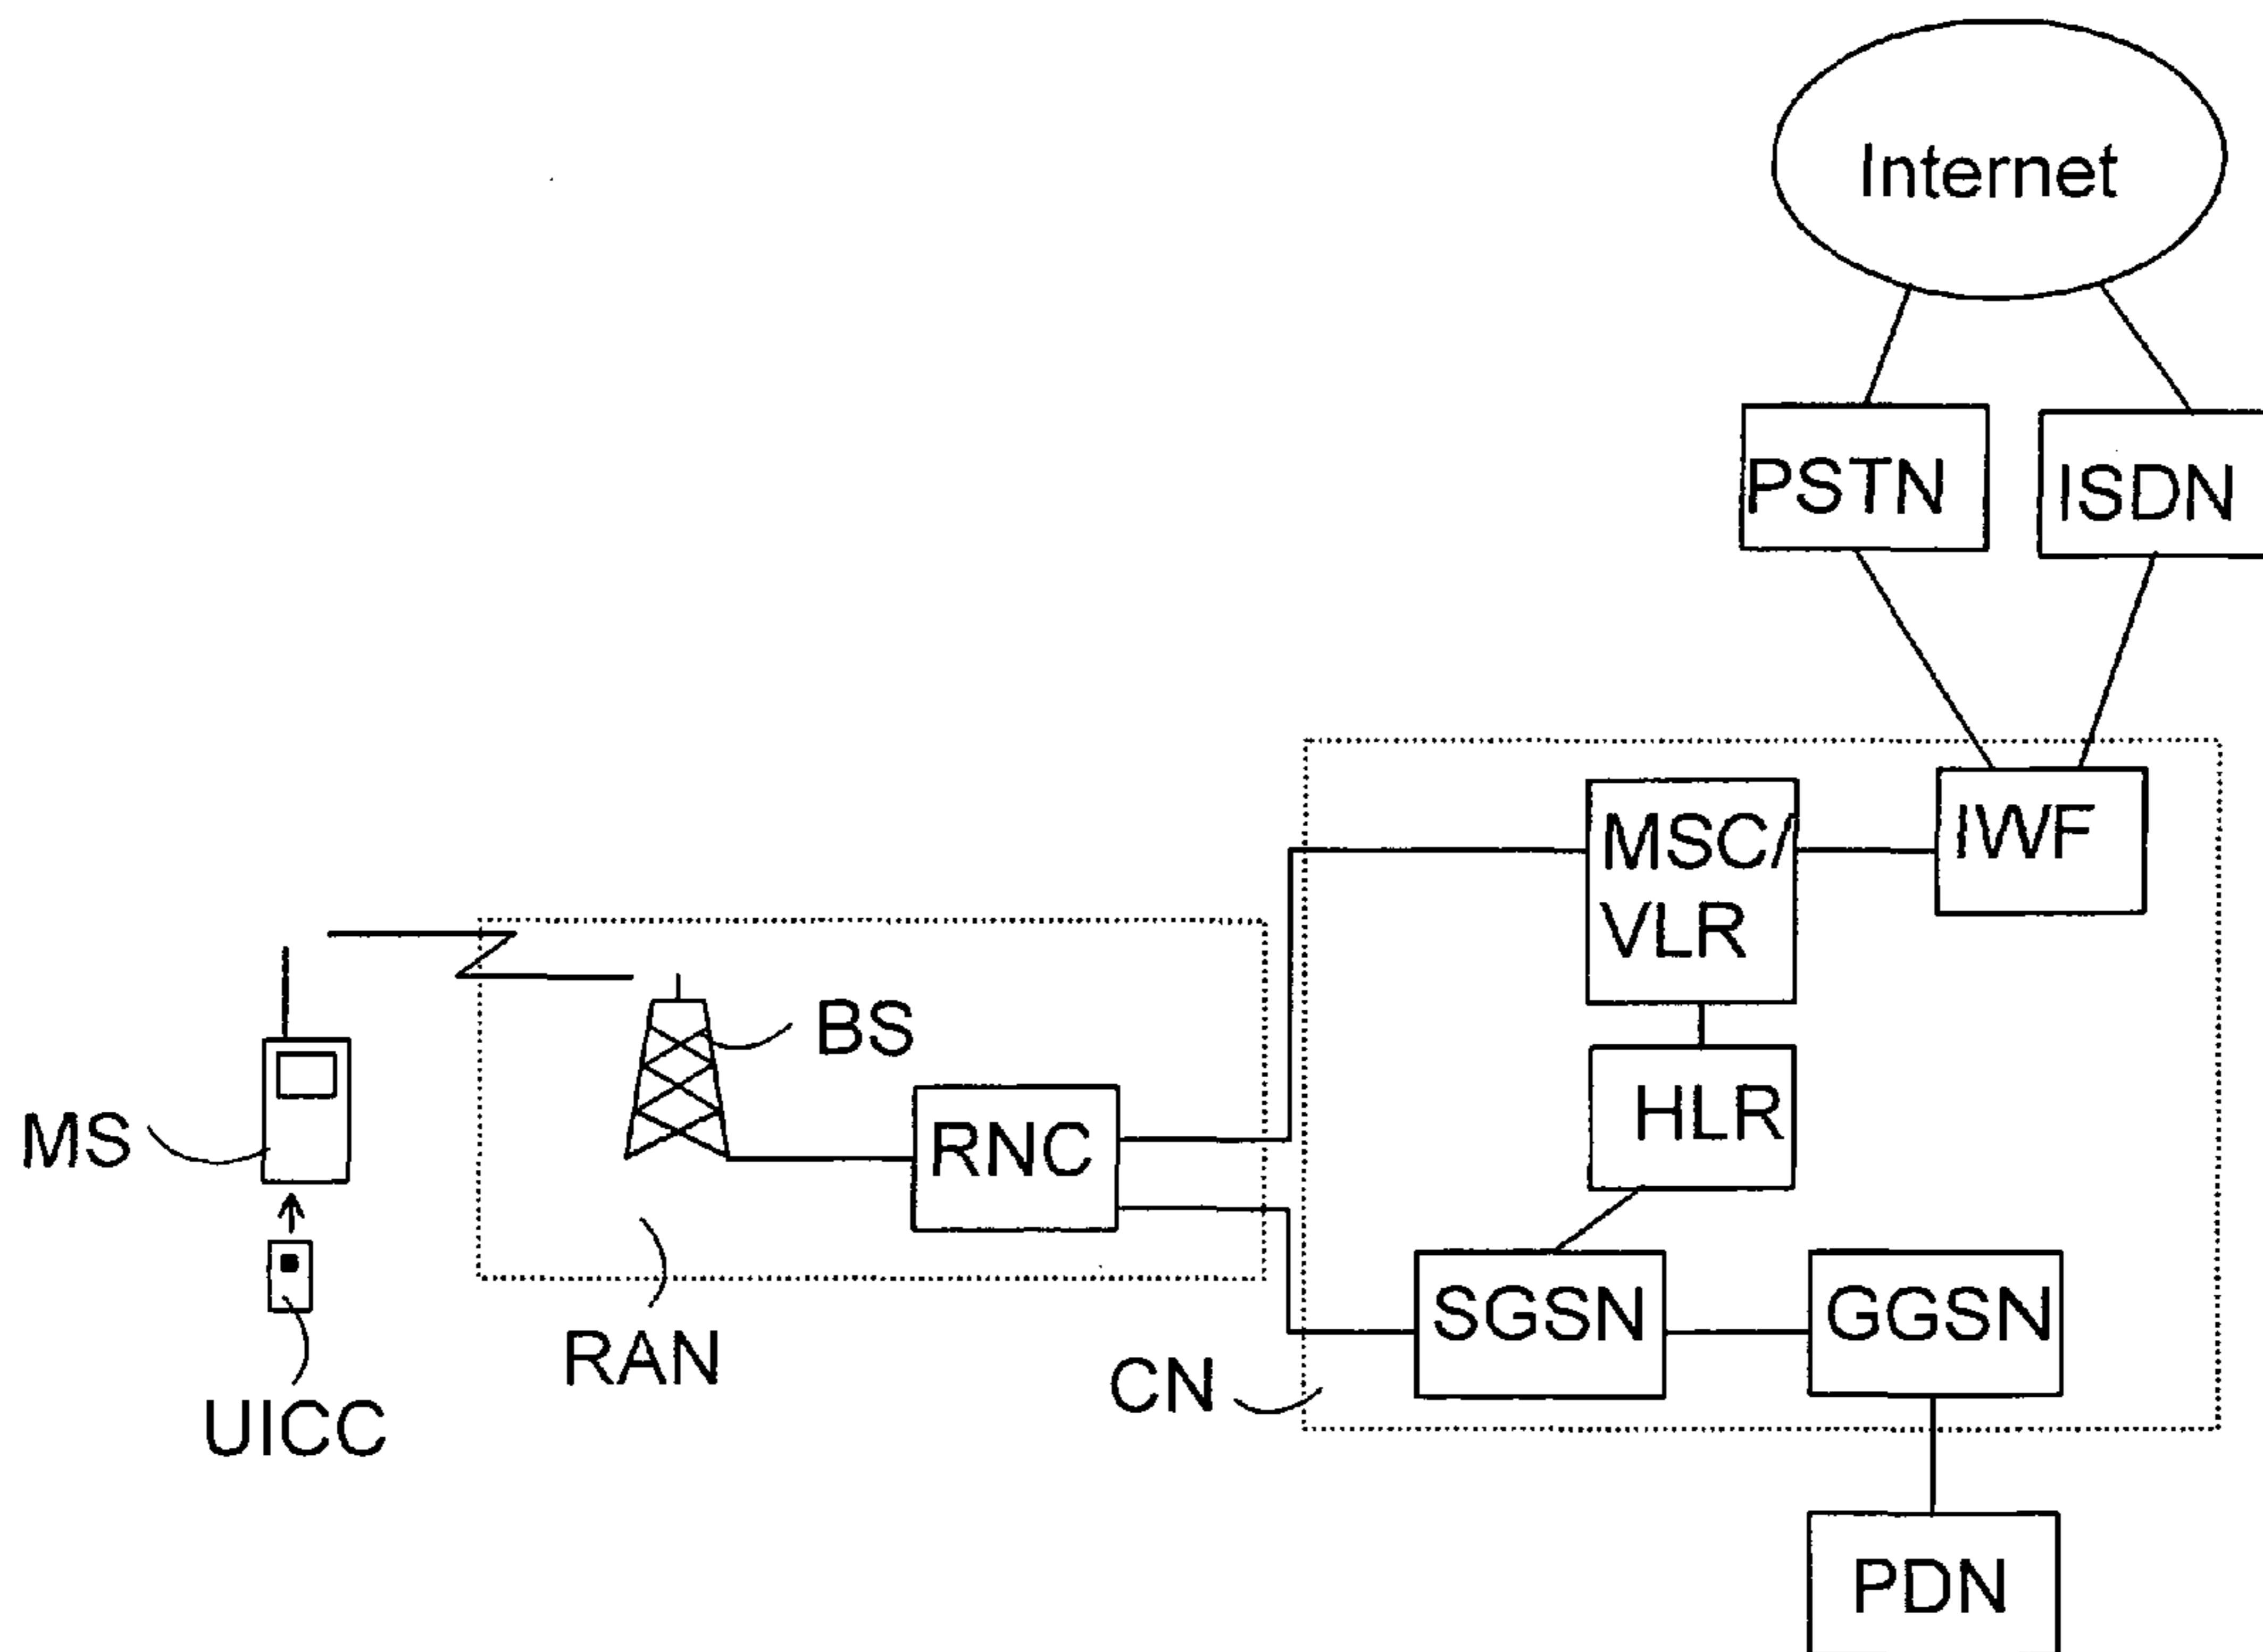 Internet
PSTN
ISDN
MSC/
VLR
IWF
BS
HLR
MS
RNC
SGSN
GGSN
RAN
CN
UICC
PDN